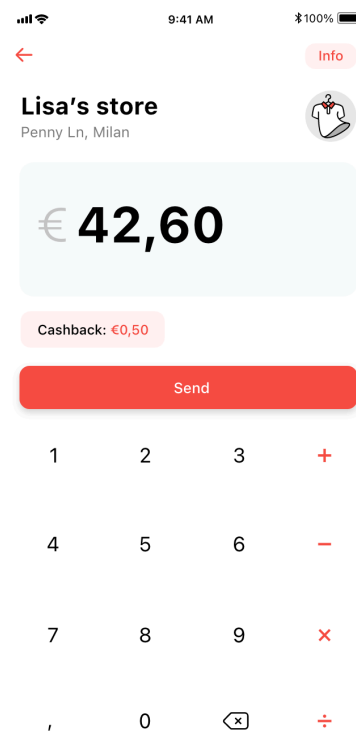 9:41 AM 100%
Info
Lisa's store
Penny Ln, Milan
€ 42,60
Cashback: €0,50
Send
1 2 3 +
4 5 6 −
7 8 9 ×
, 0 ÷